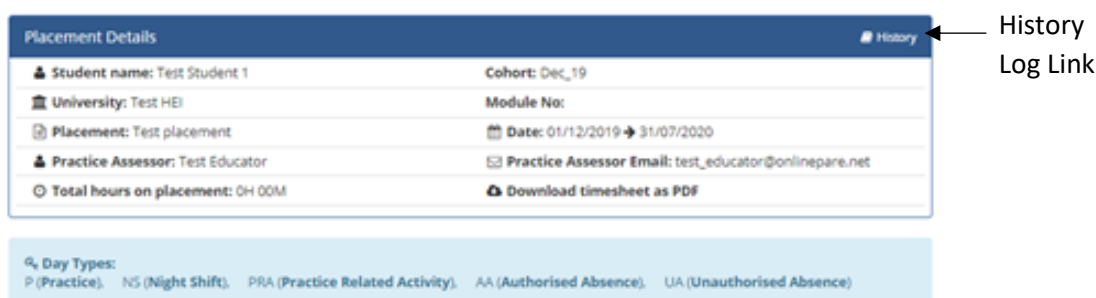 Placement Details History
Student name: Test Student 1 Cohort: Dec_19
University: Test HEI Module No:
Placement: Test placement Date: 01/12/2019 ➔ 31/07/2020
Practice Assessor: Test Educator Practice Assessor Email: test_educator@onlinepare.net
Total hours on placement: 0H 00M Download timesheet as PDF
Day Types:
P (Practice), NS (Night Shift), PRA (Practice Related Activity), AA (Authorised Absence), UA (Unauthorised Absence)
History
Log Link